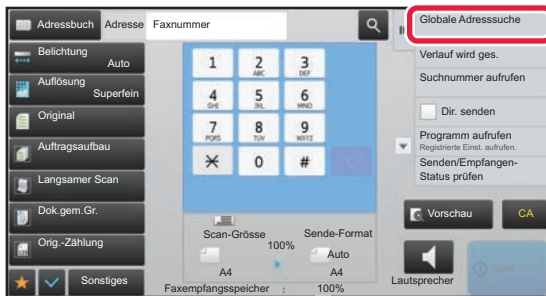 Adressbuch
Adresse
Faxnummer
Globale Adresssuche
Belichtung
Auto
Auflösung
Superfein
Original
Auftragsaufbau
Langsamer Scan
Dok.gem.Gr.
Orig.-Zählung
Sonstiges
1
2
ABC
3
DEF
4
GHI
5
JKL
6
MNO
7
PQRS
8
TUV
9
WXYZ
0
#
C
Scan-Grösse
100%
Sende-Format
Auto
A4
A4
Faxempfangsspeicher : 100%
Verlauf wird ges.
Suchnummer aufrufen
Dir. senden
Programm aufrufen
Registrierte Einst. aufrufen.
Senden/Empfangen-
Status prüfen
Vorschau
CA
Lautsprecher
Start